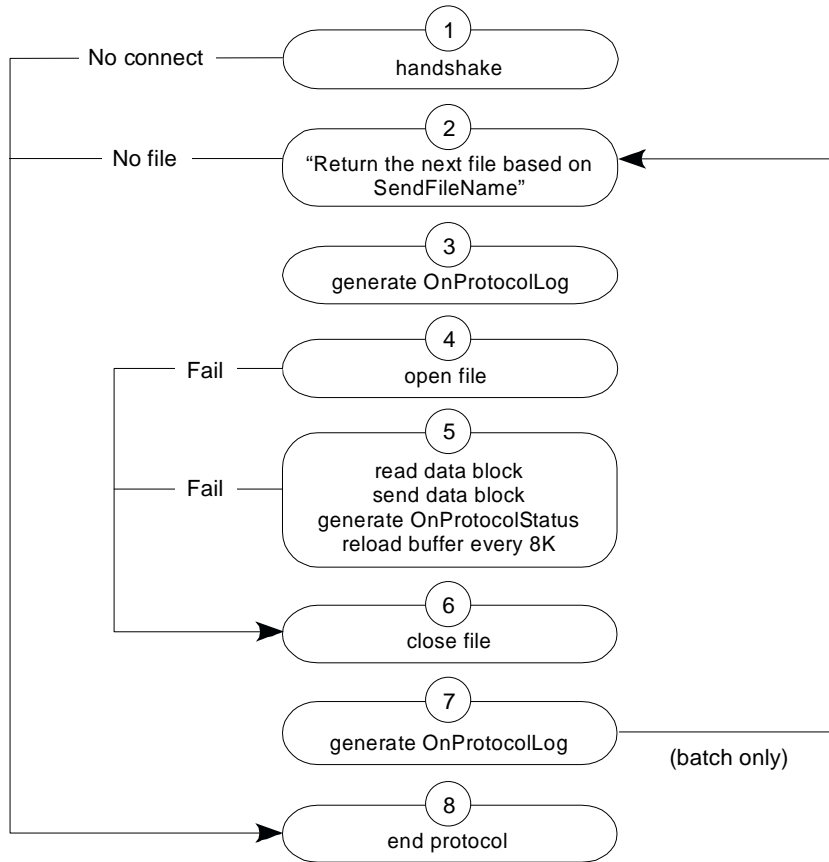 1
No connect
handshake
2
No file
“Return the next file based on
SendFileName”
3
generate OnProtocolLog
4
Fail
open file
5
read data block
Fail
send data block
generate OnProtocolStatus
reload buffer every 8K
6
close file
7
generate OnProtocolLog
(batch only)
8
end protocol